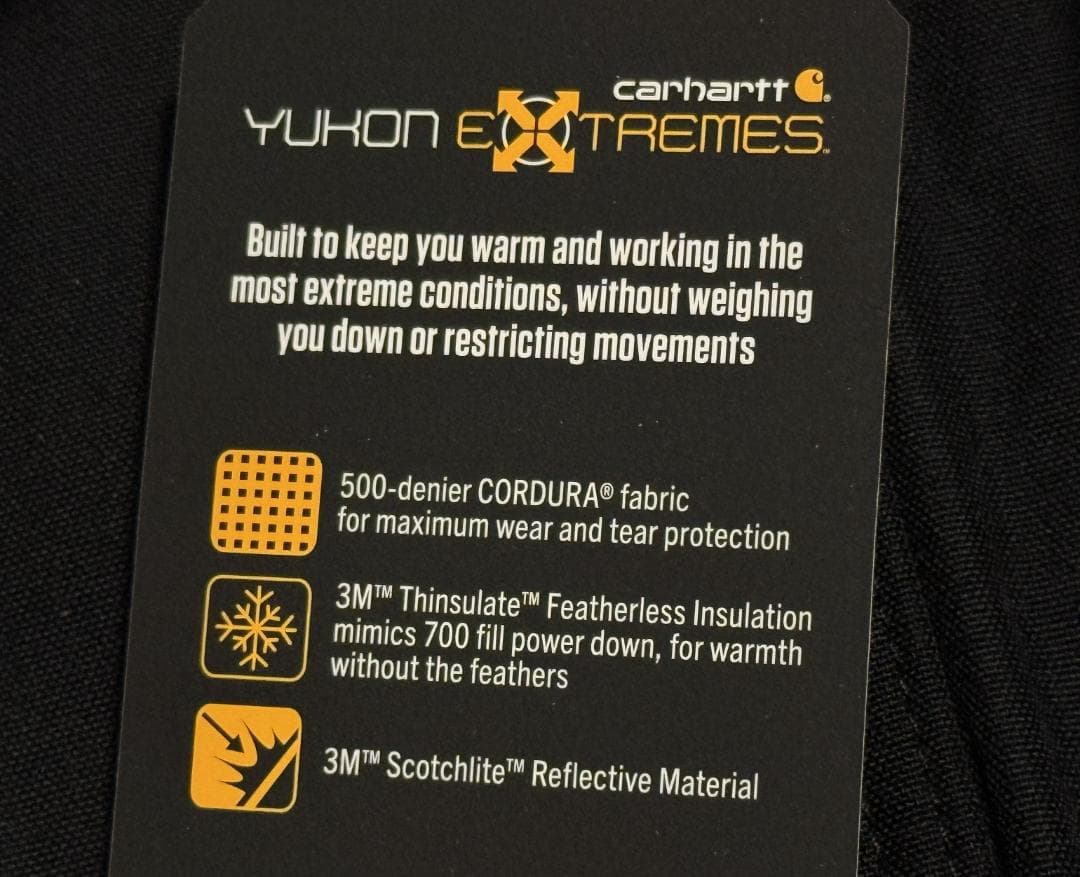 carhartt
YUKON EXTREMES™
Built to keep you warm and working in the
most extreme conditions, without weighing
you down or restricting movements
500-denier CORDURA® fabric
for maximum wear and tear protection
3M™ Thinsulate™ Featherless Insulation
mimics 700 fill power down, for warmth
without the feathers
3M™ Scotchlite™ Reflective Material